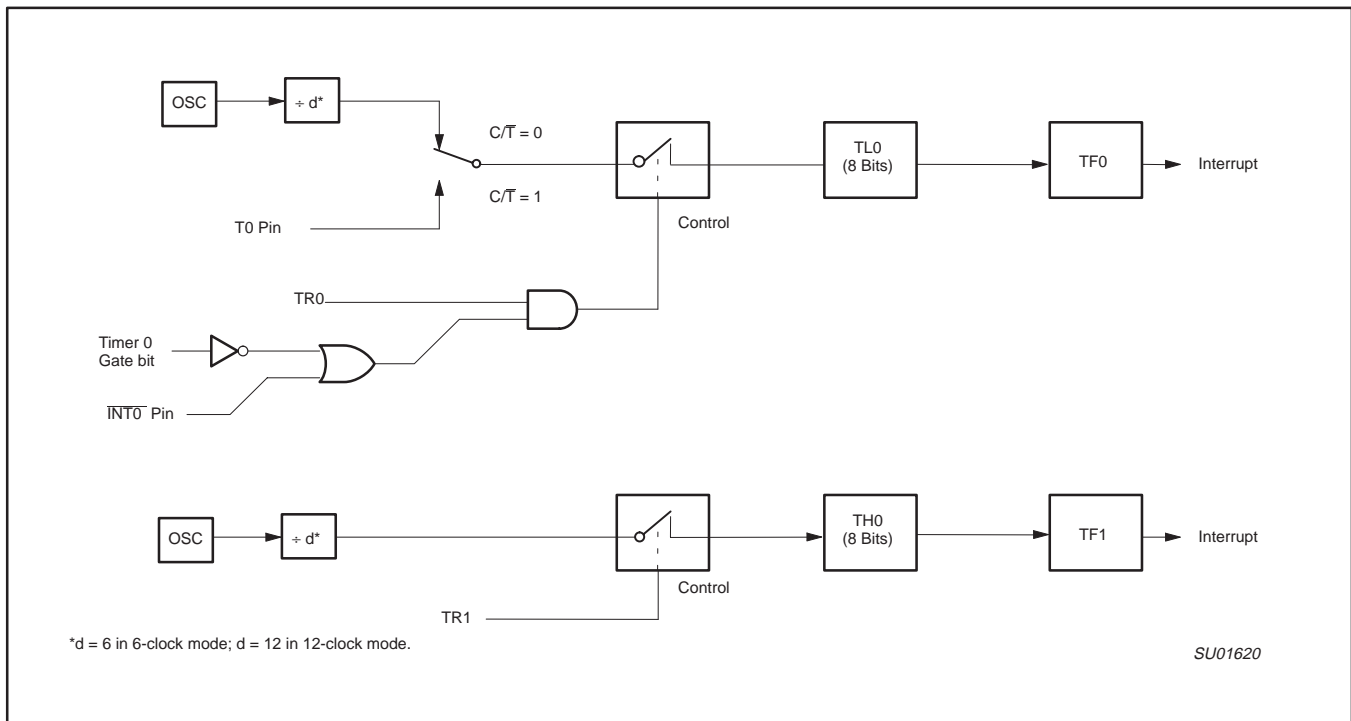 OSC
÷ d*
C/T̅ = 0
C/T̅ = 1
T0 Pin
TL0
(8 Bits)
TF0
Interrupt
Control
TR0
Timer 0
Gate bit
I̅N̅T̅0̅ Pin
OSC
÷ d*
TH0
(8 Bits)
TF1
Interrupt
Control
TR1
*d = 6 in 6-clock mode; d = 12 in 12-clock mode.
SU01620